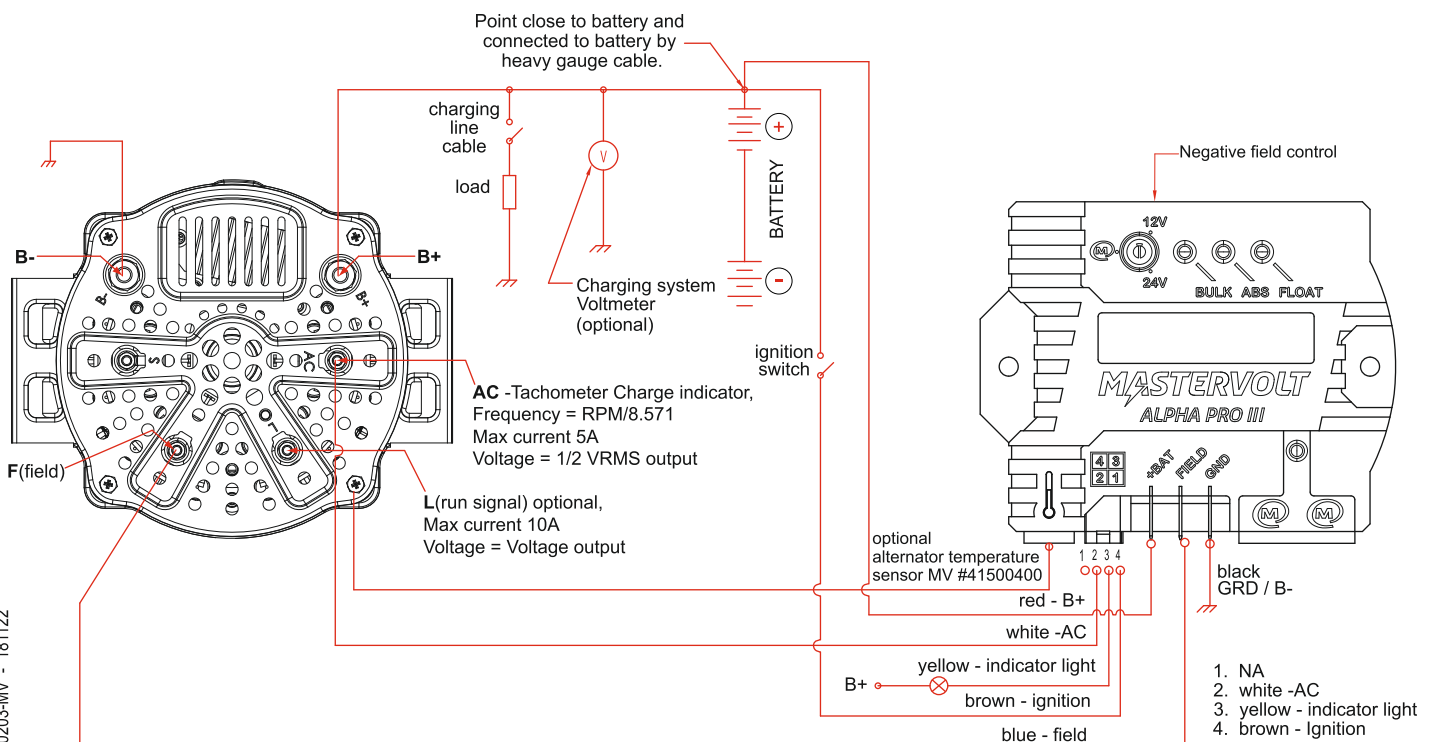 Point close to battery and
connected to battery by
heavy gauge cable.
charging
line
cable
load
V
+
BATTERY
-
Charging system
Voltmeter
(optional)
ignition
switch
B-
B+
B-
B+
S
AC
L
F(field)
AC -Tachometer Charge indicator,
Frequency = RPM/8.571
Max current 5A
Voltage = 1/2 VRMS output
L(run signal) optional,
Max current 10A
Voltage = Voltage output
Negative field control
12V
M
24V
BULK ABS FLOAT
MASTERVOLT
ALPHA PRO III
4 3
2 1
+BAT
FIELD
GND
M M
1 2 3 4
optional
alternator temperature
sensor MV #41500400
red - B+
white -AC
yellow - indicator light
B+
brown - ignition
blue - field
black
GRD / B-
1. NA
2. white -AC
3. yellow - indicator light
4. brown - Ignition